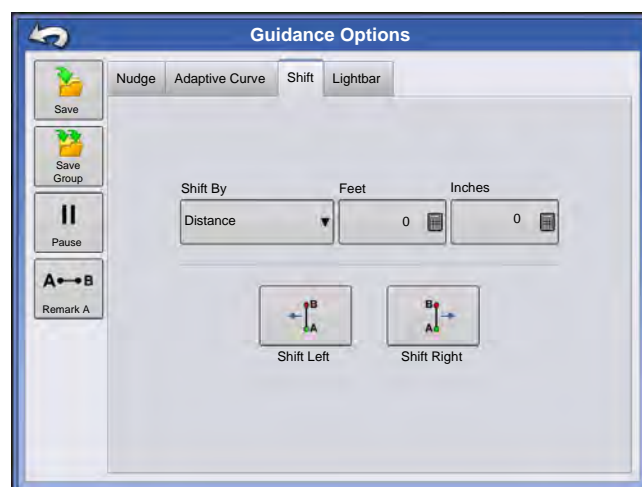 Guidance Options
Nudge Adaptive Curve Shift Lightbar
Save
Save
Group
Pause
A B
Remark A
Shift By Feet Inches
Distance 0 0
B
A
B
A
Shift Left Shift Right